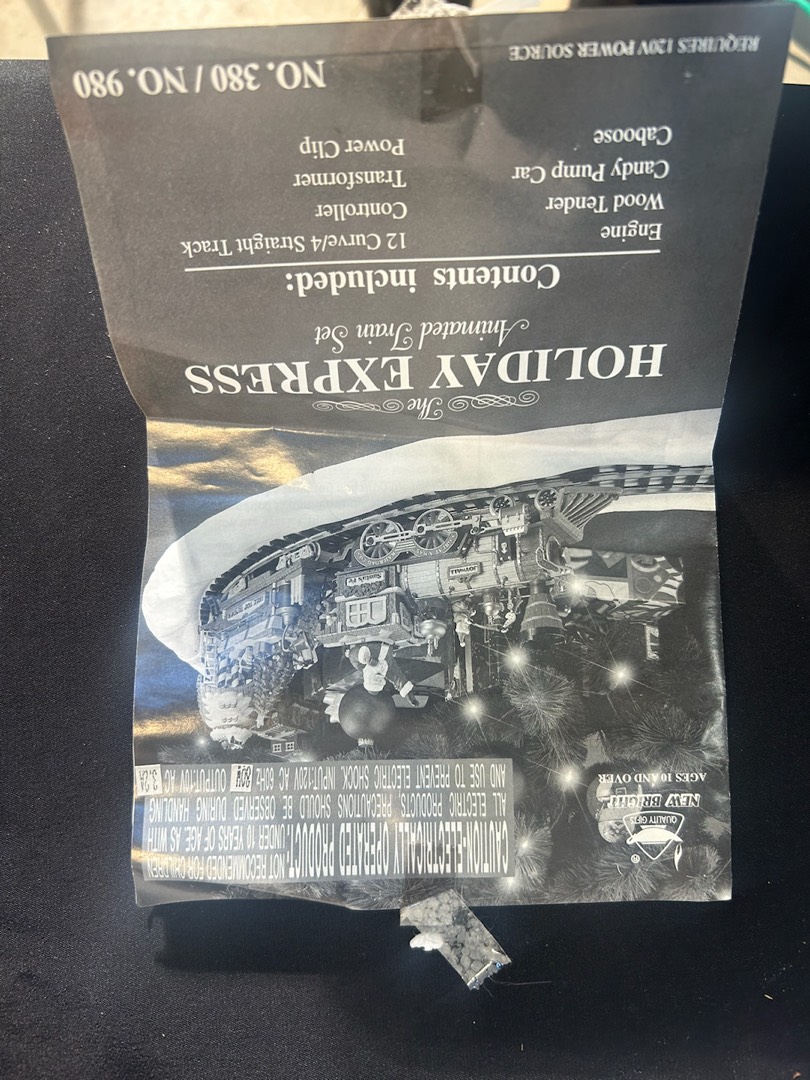 ®
QUALITY GIFTS
NEW BRIGHT
AGES 10 AND OVER
CAUTION-ELECTRICALLY OPERATED PRODUCT:
NOT RECOMMENDED FOR CHILDREN
UNDER 10 YEARS OF AGE. AS WITH
ALL ELECTRIC PRODUCTS, PRECAUTIONS SHOULD BE OBSERVED DURING HANDLING
AND USE TO PREVENT ELECTRIC SHOCK. INPUT:120V AC 60Hz OUTPUT:10V AC 3.2A
The
HOLIDAY EXPRESS
Animated Train Set
Contents included:
Engine
Wood Tender
Candy Pump Car
Caboose
12 Curve/4 Straight Track
Controller
Transformer
Power Clip
REQUIRES 120V POWER SOURCE
NO. 380 / NO. 980